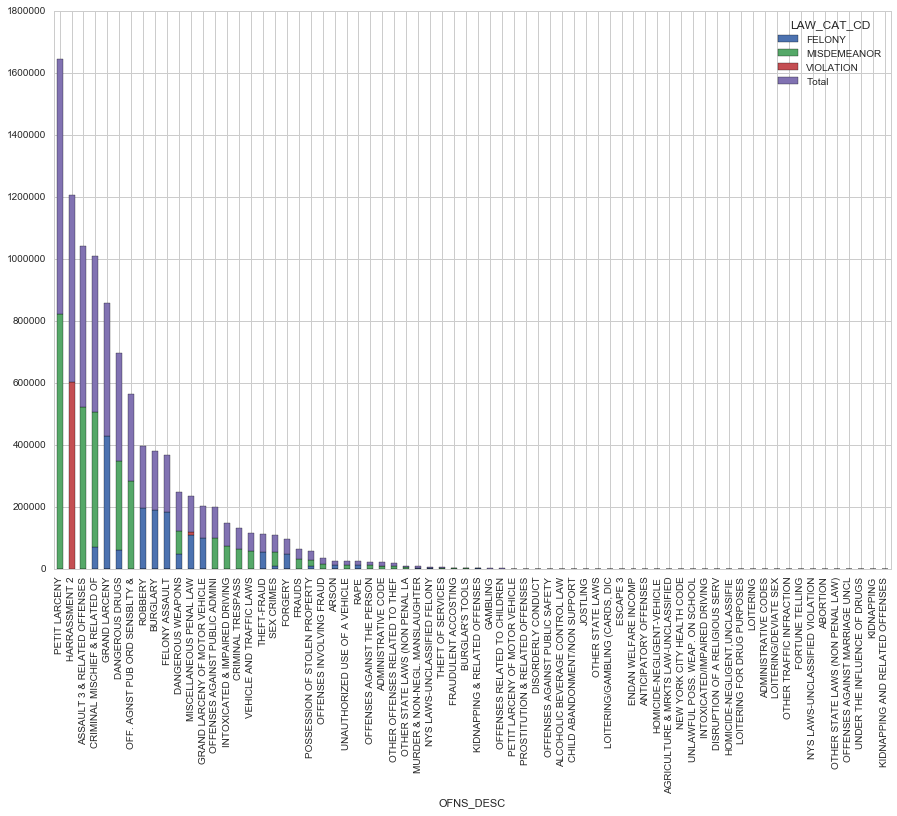 1800000
1600000
1400000
1200000
1000000
800000
600000
400000
200000
0
LAW_CAT_CD
FELONY
MISDEMEANOR
VIOLATION
Total
PETIT LARCENY
HARRASSMENT 2
ASSAULT 3 & RELATED OFFENSES
CRIMINAL MISCHIEF & RELATED OF
GRAND LARCENY
DANGEROUS DRUGS
OFF. AGNST PUB ORD SENSBLTY &
ROBBERY
BURGLARY
FELONY ASSAULT
DANGEROUS WEAPONS
MISCELLANEOUS PENAL LAW
GRAND LARCENY OF MOTOR VEHICLE
OFFENSES AGAINST PUBLIC ADMINI
INTOXICATED & IMPAIRED DRIVING
CRIMINAL TRESPASS
VEHICLE AND TRAFFIC LAWS
THEFT-FRAUD
SEX CRIMES
FORGERY
FRAUDS
POSSESSION OF STOLEN PROPERTY
OFFENSES INVOLVING FRAUD
ARSON
UNAUTHORIZED USE OF A VEHICLE
RAPE
OFFENSES AGAINST THE PERSON
ADMINISTRATIVE CODE
OTHER OFFENSES RELATED TO THEF
OTHER STATE LAWS (NON PENAL LA
MURDER & NON-NEGL. MANSLAUGHTER
NYS LAWS-UNCLASSIFIED FELONY
THEFT OF SERVICES
FRAUDULENT ACCOSTING
BURGLAR'S TOOLS
KIDNAPPING & RELATED OFFENSES
GAMBLING
OFFENSES RELATED TO CHILDREN
PETIT LARCENY OF MOTOR VEHICLE
PROSTITUTION & RELATED OFFENSES
DISORDERLY CONDUCT
OFFENSES AGAINST PUBLIC SAFETY
ALCOHOLIC BEVERAGE CONTROL LAW
CHILD ABANDONMENT/NON SUPPORT
JOSTLING
OTHER STATE LAWS
LOITERING/GAMBLING (CARDS, DIC
ESCAPE 3
ENDAN WELFARE INCOMP
ANTICIPATORY OFFENSES
HOMICIDE-NEGLIGENT-VEHICLE
AGRICULTURE & MRKTS LAW-UNCLASSIFIED
NEW YORK CITY HEALTH CODE
UNLAWFUL POSS. WEAP. ON SCHOOL
INTOXICATED/IMPAIRED DRIVING
DISRUPTION OF A RELIGIOUS SERV
HOMICIDE-NEGLIGENT,UNCLASSIFIE
LOITERING FOR DRUG PURPOSES
LOITERING
ADMINISTRATIVE CODES
LOITERING/DEVIATE SEX
OTHER TRAFFIC INFRACTION
FORTUNE TELLING
NYS LAWS-UNCLASSIFIED VIOLATION
ABORTION
OTHER STATE LAWS (NON PENAL LAW)
OFFENSES AGAINST MARRIAGE UNCL
UNDER THE INFLUENCE OF DRUGS
KIDNAPPING
KIDNAPPING AND RELATED OFFENSES
OFNS_DESC